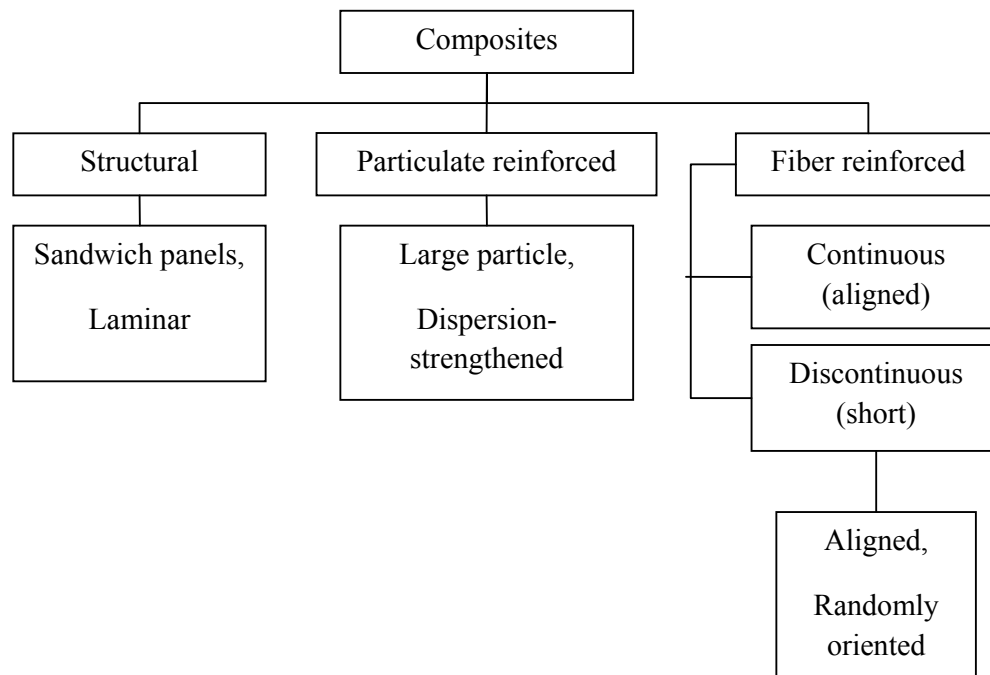 Composites
Structural
Particulate reinforced
Fiber reinforced
Sandwich panels,
Laminar
Large particle,
Dispersion-
strengthened
Continuous
(aligned)
Discontinuous
(short)
Aligned,
Randomly
oriented